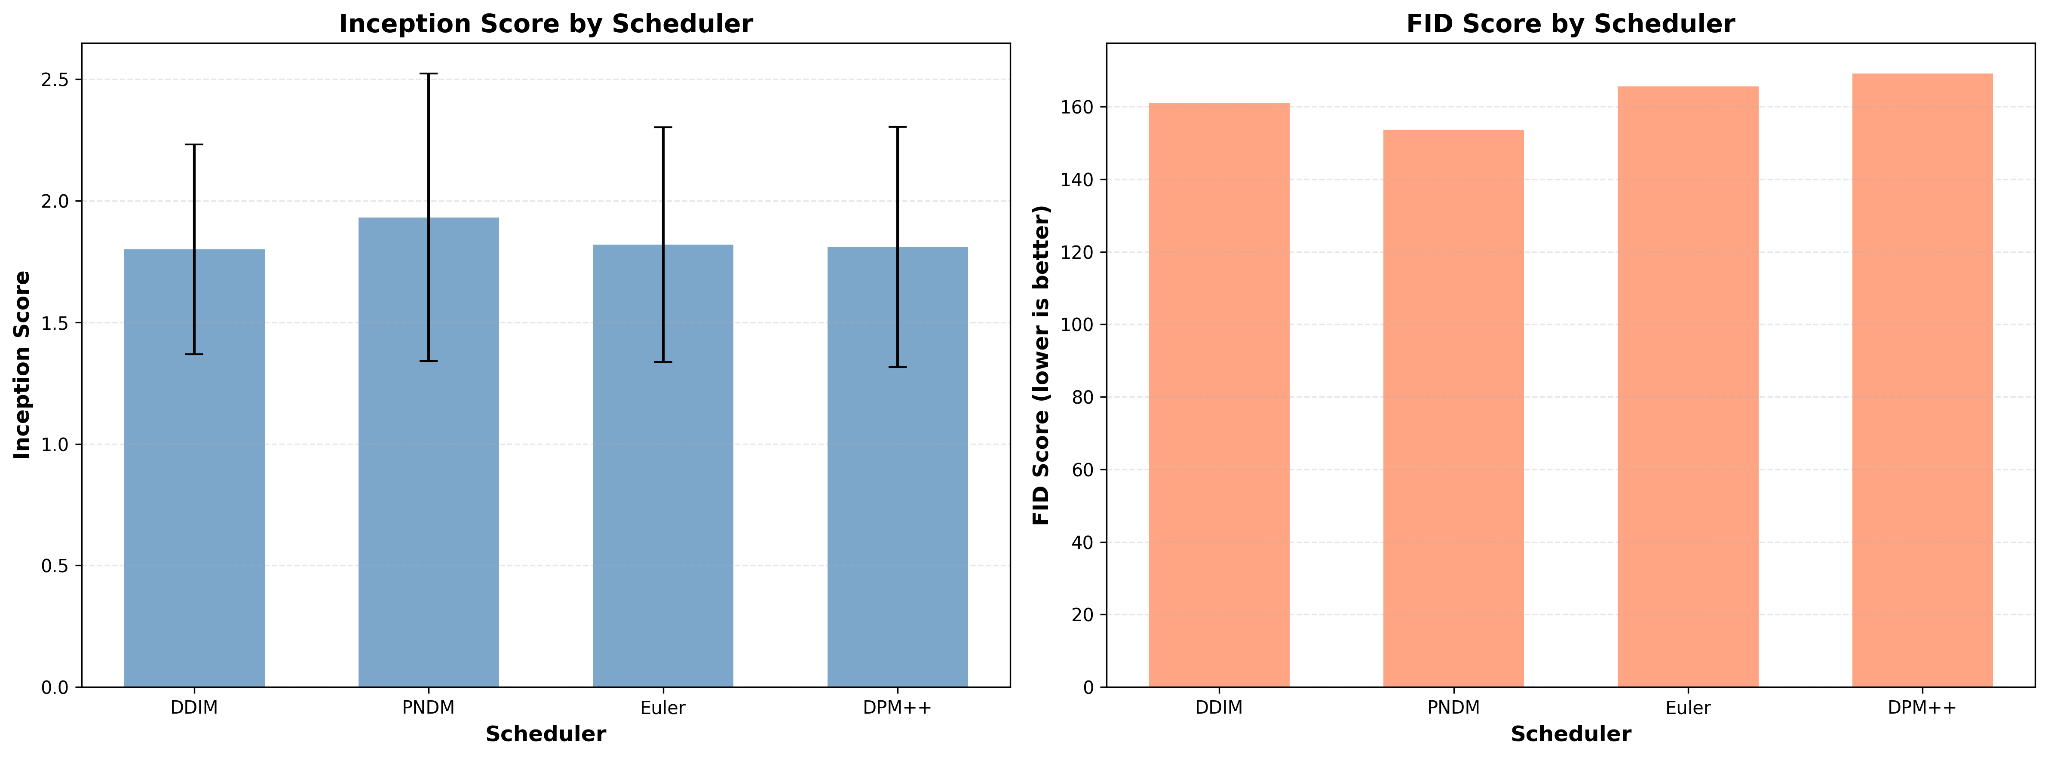 Inception Score by Scheduler
Inception Score
2.5
2.0
1.5
1.0
0.5
0.0
DDIM PNDM Euler DPM++
Scheduler
FID Score by Scheduler
FID Score (lower is better)
160
140
120
100
80
60
40
20
0
DDIM PNDM Euler DPM++
Scheduler